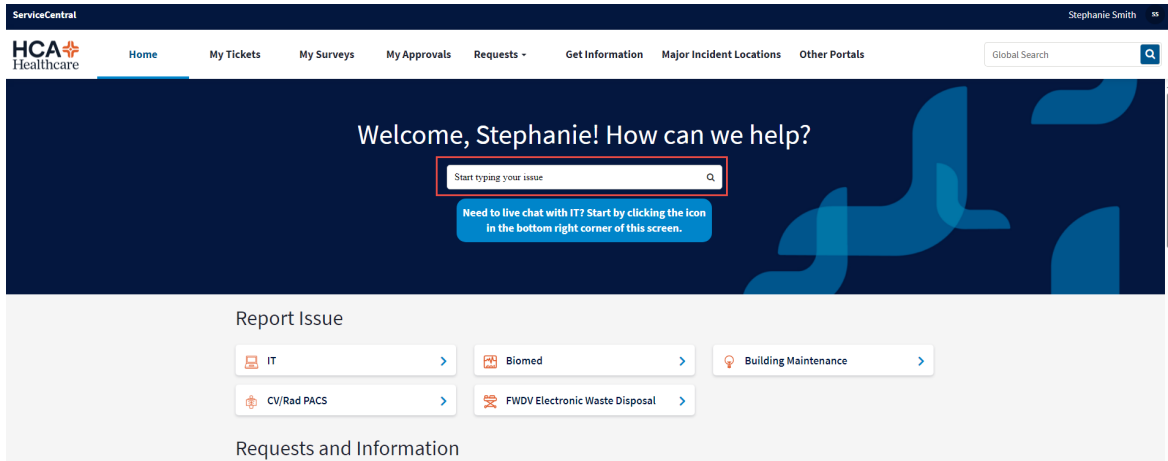 ServiceCentral
Stephanie Smith SS
HCA
Healthcare
Home My Tickets My Surveys My Approvals Requests Get Information Major Incident Locations Other Portals Global Search
Welcome, Stephanie! How can we help?
Start typing your issue
Need to live chat with IT? Start by clicking the icon
in the bottom right corner of this screen.
Report Issue
IT Biomed Building Maintenance
CV/Rad PACS FWDV Electronic Waste Disposal
Requests and Information